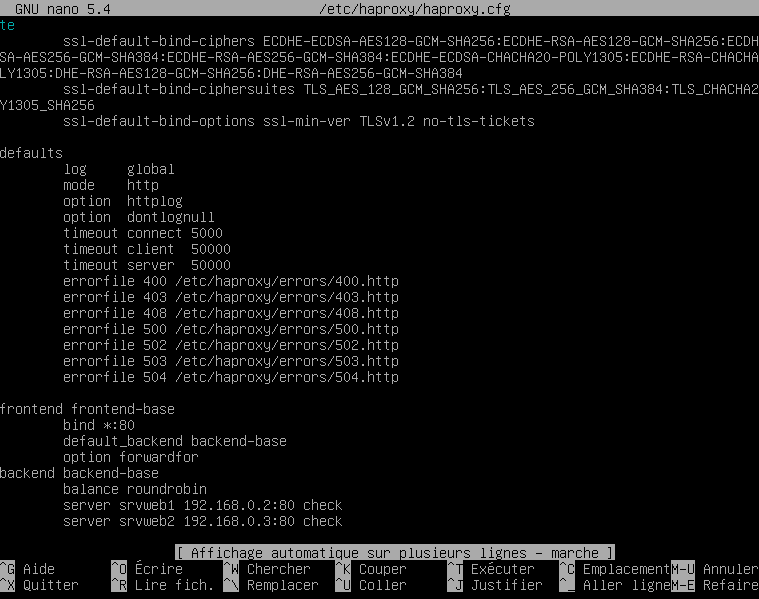 GNU nano 5.4 /etc/haproxy/haproxy.cfg
te
ssl-default-bind-ciphers ECDHE-ECDSA-AES128-GCM-SHA256:ECDHE-RSA-AES128-GCM-SHA256:ECDH
SA-AES256-GCM-SHA384:ECDHE-RSA-AES256-GCM-SHA384:ECDHE-ECDSA-CHACHA20-POLY1305:ECDHE-RSA-CHACHA
LY1305:DHE-RSA-AES128-GCM-SHA256:DHE-RSA-AES256-GCM-SHA384
ssl-default-bind-ciphersuites TLS_AES_128_GCM_SHA256:TLS_AES_256_GCM_SHA384:TLS_CHACHA2
Y1305_SHA256
ssl-default-bind-options ssl-min-ver TLSv1.2 no-tls-tickets
defaults
log global
mode http
option httplog
option dontlognull
timeout connect 5000
timeout client 50000
timeout server 50000
errorfile 400 /etc/haproxy/errors/400.http
errorfile 403 /etc/haproxy/errors/403.http
errorfile 408 /etc/haproxy/errors/408.http
errorfile 500 /etc/haproxy/errors/500.http
errorfile 502 /etc/haproxy/errors/502.http
errorfile 503 /etc/haproxy/errors/503.http
errorfile 504 /etc/haproxy/errors/504.http
frontend frontend-base
bind *:80
default_backend backend-base
option forwardfor
backend backend-base
balance roundrobin
server srvweb1 192.168.0.2:80 check
server srvweb2 192.168.0.3:80 check
[ Affichage automatique sur plusieurs lignes - marche ]
^G Aide ^O Écrire ^W Chercher ^K Couper ^T Exécuter ^C Emplacement M-U Annuler
^X Quitter ^R Lire fich. ^\ Remplacer ^U Coller ^J Justifier ^_ Aller ligne M-E Refaire